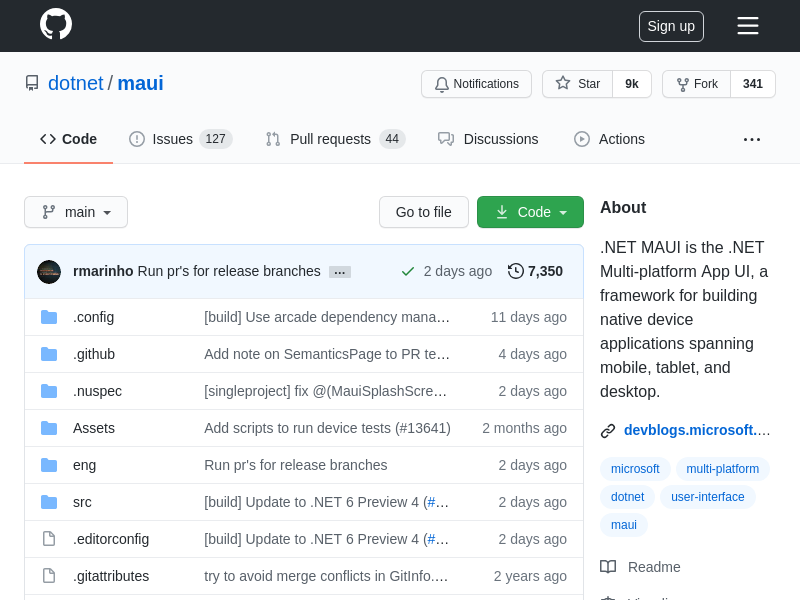 Sign up
dotnet / maui
Notifications
Star 9k
Fork 341
Code
Issues 127
Pull requests 44
Discussions
Actions
main
Go to file
Code
rmarinho Run pr's for release branches … 2 days ago 7,350
.config [build] Use arcade dependency mana… 11 days ago
.github Add note on SemanticsPage to PR te… 4 days ago
.nuspec [singleproject] fix @(MauiSplashScre… 2 days ago
Assets Add scripts to run device tests (#13641) 2 months ago
eng Run pr's for release branches 2 days ago
src [build] Update to .NET 6 Preview 4 (#… 2 days ago
.editorconfig [build] Update to .NET 6 Preview 4 (#… 2 days ago
.gitattributes try to avoid merge conflicts in GitInfo.… 2 years ago
About
.NET MAUI is the .NET
Multi-platform App UI, a
framework for building
native device
applications spanning
mobile, tablet, and
desktop.
devblogs.microsoft.…
microsoft multi-platform
dotnet user-interface
maui
Readme